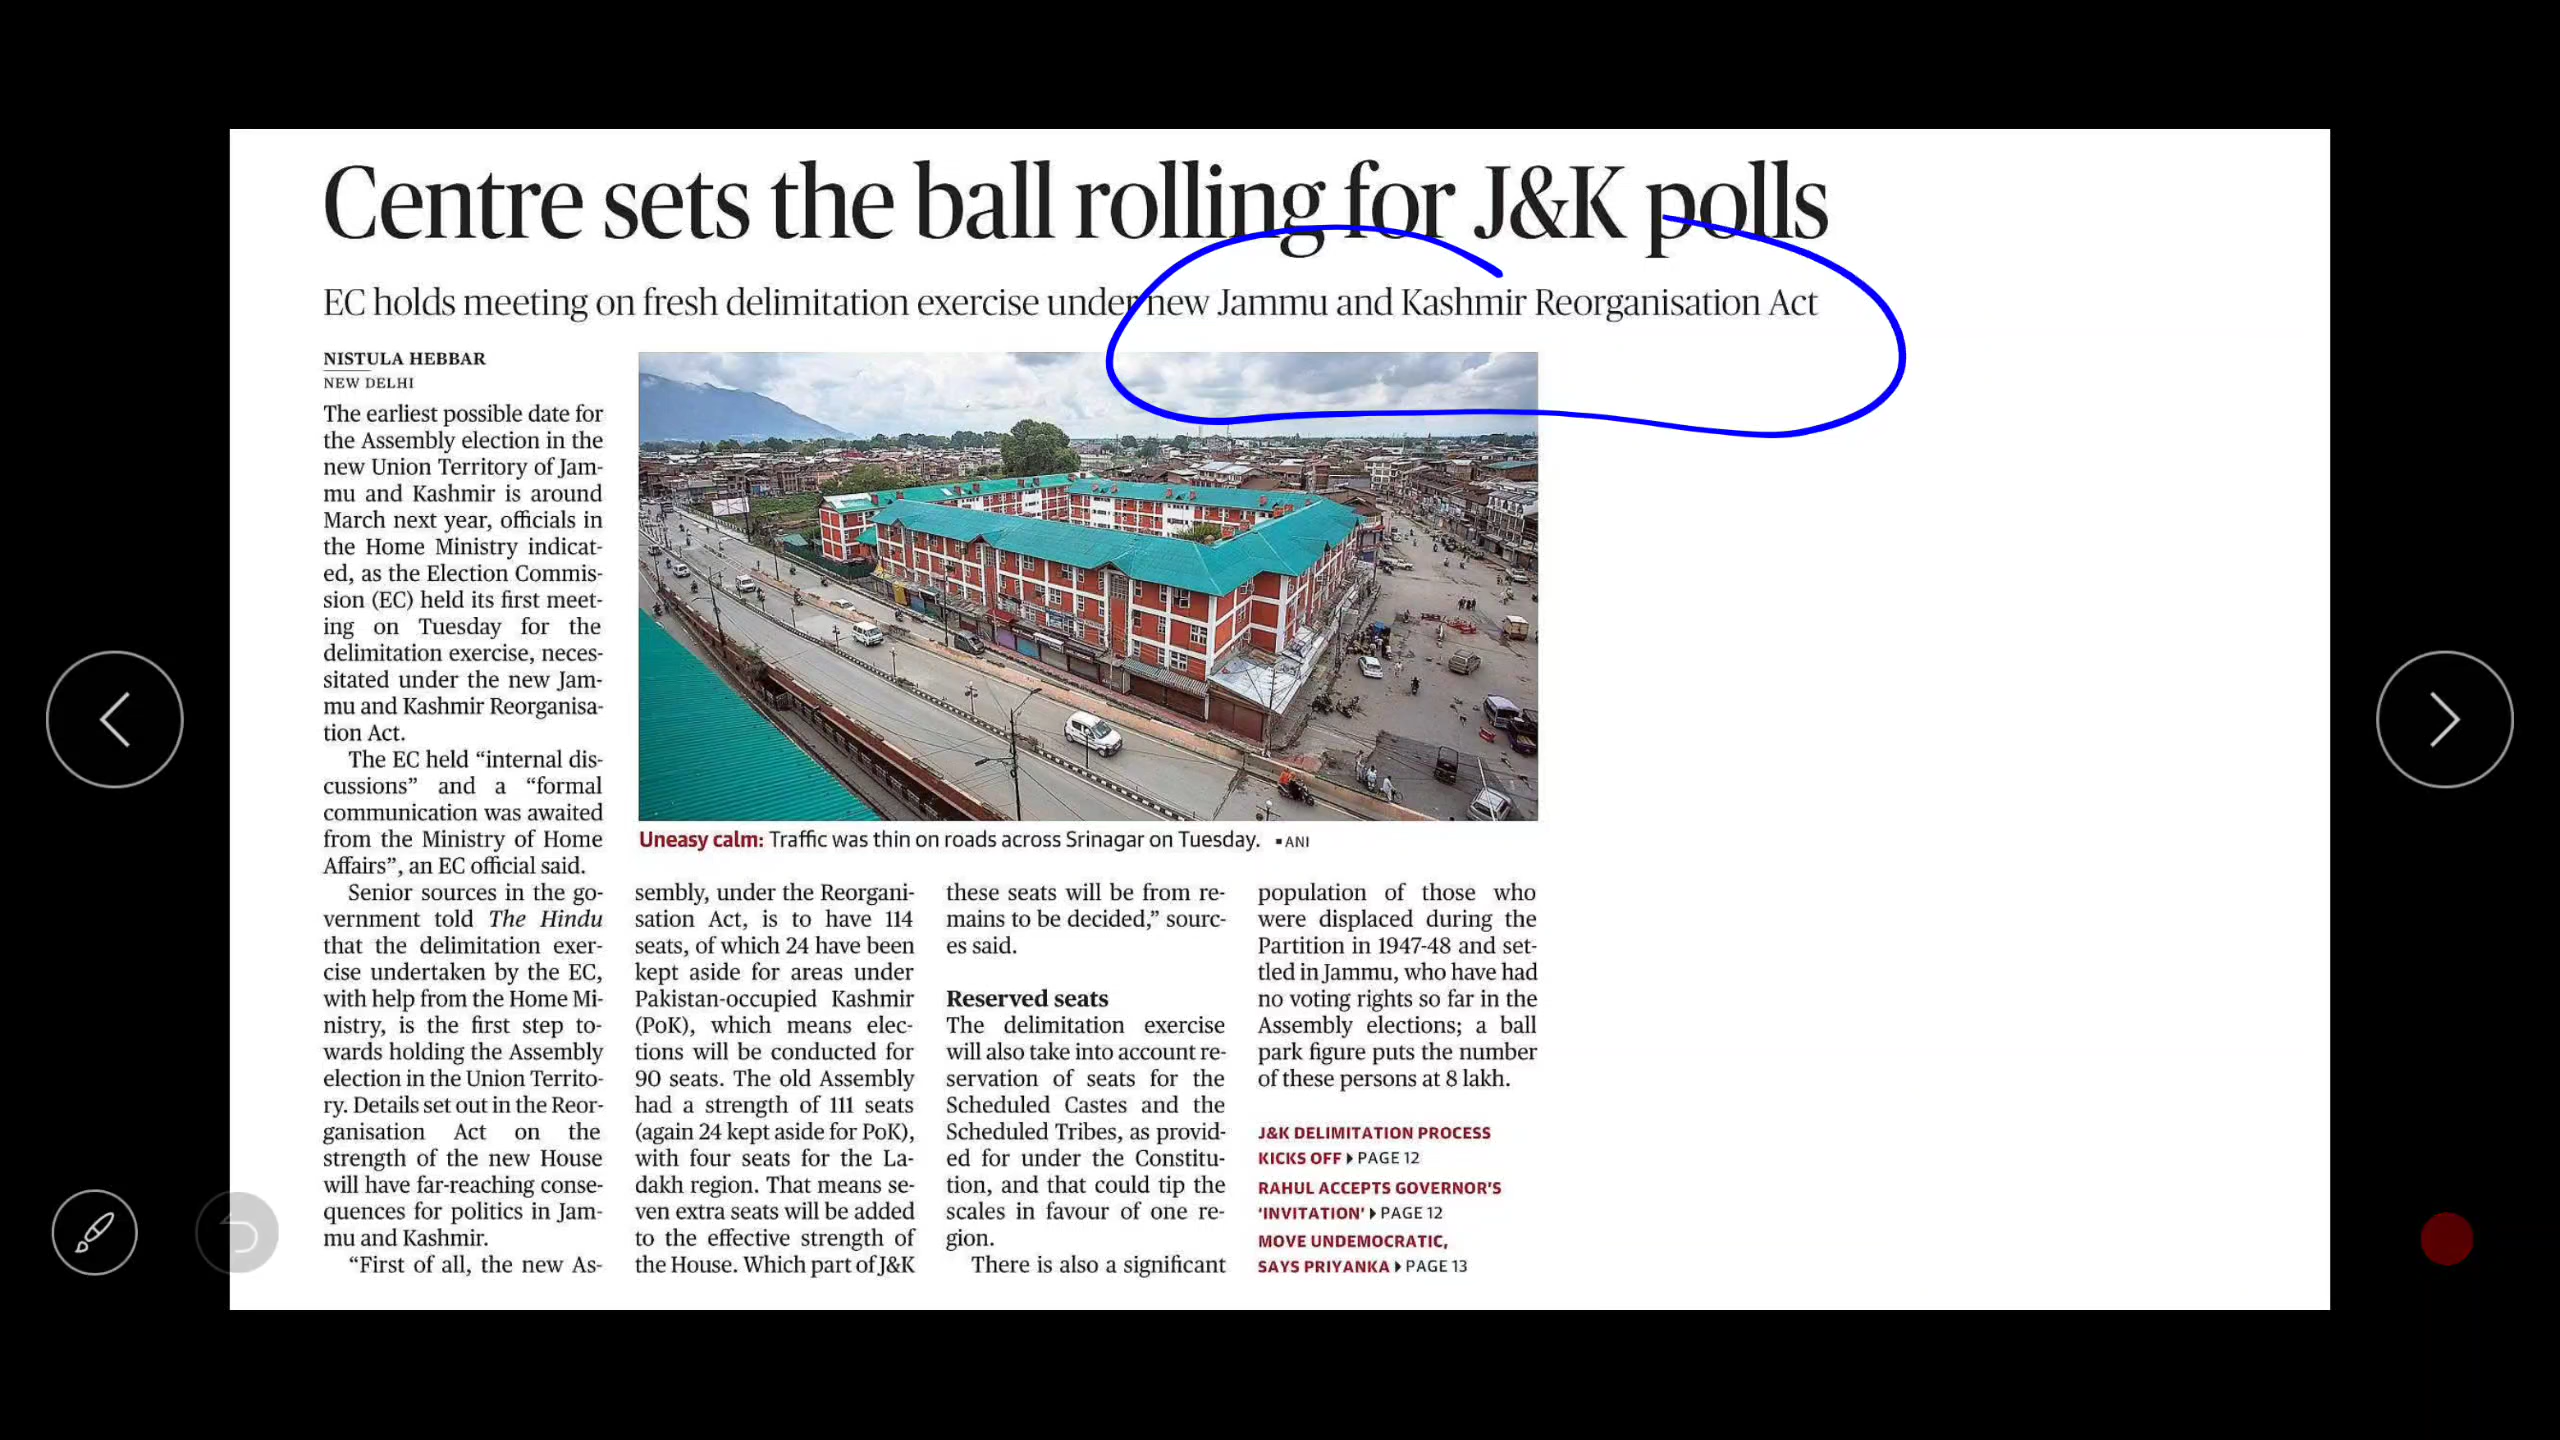 Centre sets the ball rolling for J&K polls
EC holds meeting on fresh delimitation exercise under new Jammu and Kashmir Reorganisation Act
NISTULA HEBBAR
NEW DELHI
The earliest possible date for
the Assembly election in the
new Union Territory of Jam-
mu and Kashmir is around
March next year, officials in
the Home Ministry indicat-
ed, as the Election Commis-
sion (EC) held its first meet-
ing on Tuesday for the
delimitation exercise, neces-
sitated under the new Jam-
mu and Kashmir Reorganisa-
tion Act.
The EC held “internal dis-
cussions” and a “formal
communication was awaited
from the Ministry of Home
Affairs”, an EC official said.
Senior sources in the go-
vernment told The Hindu
that the delimitation exer-
cise undertaken by the EC,
with help from the Home Mi-
nistry, is the first step to-
wards holding the Assembly
election in the Union Territo-
ry. Details set out in the Reor-
ganisation Act on the
strength of the new House
will have far-reaching conse-
quences for politics in Jam-
mu and Kashmir.
“First of all, the new As-
Uneasy calm: Traffic was thin on roads across Srinagar on Tuesday. ▪ ANI
sembly, under the Reorgani-
sation Act, is to have 114
seats, of which 24 have been
kept aside for areas under
Pakistan-occupied Kashmir
(PoK), which means elec-
tions will be conducted for
90 seats. The old Assembly
had a strength of 111 seats
(again 24 kept aside for PoK),
with four seats for the La-
dakh region. That means se-
ven extra seats will be added
to the effective strength of
the House. Which part of J&K
these seats will be from re-
mains to be decided,” sourc-
es said.
Reserved seats
The delimitation exercise
will also take into account re-
servation of seats for the
Scheduled Castes and the
Scheduled Tribes, as provid-
ed for under the Constitu-
tion, and that could tip the
scales in favour of one re-
gion.
There is also a significant
population of those who
were displaced during the
Partition in 1947-48 and set-
tled in Jammu, who have had
no voting rights so far in the
Assembly elections; a ball
park figure puts the number
of these persons at 8 lakh.
J&K DELIMITATION PROCESS
KICKS OFF ▸ PAGE 12
RAHUL ACCEPTS GOVERNOR'S
‘INVITATION’ ▸ PAGE 12
MOVE UNDEMOCRATIC,
SAYS PRIYANKA ▸ PAGE 13